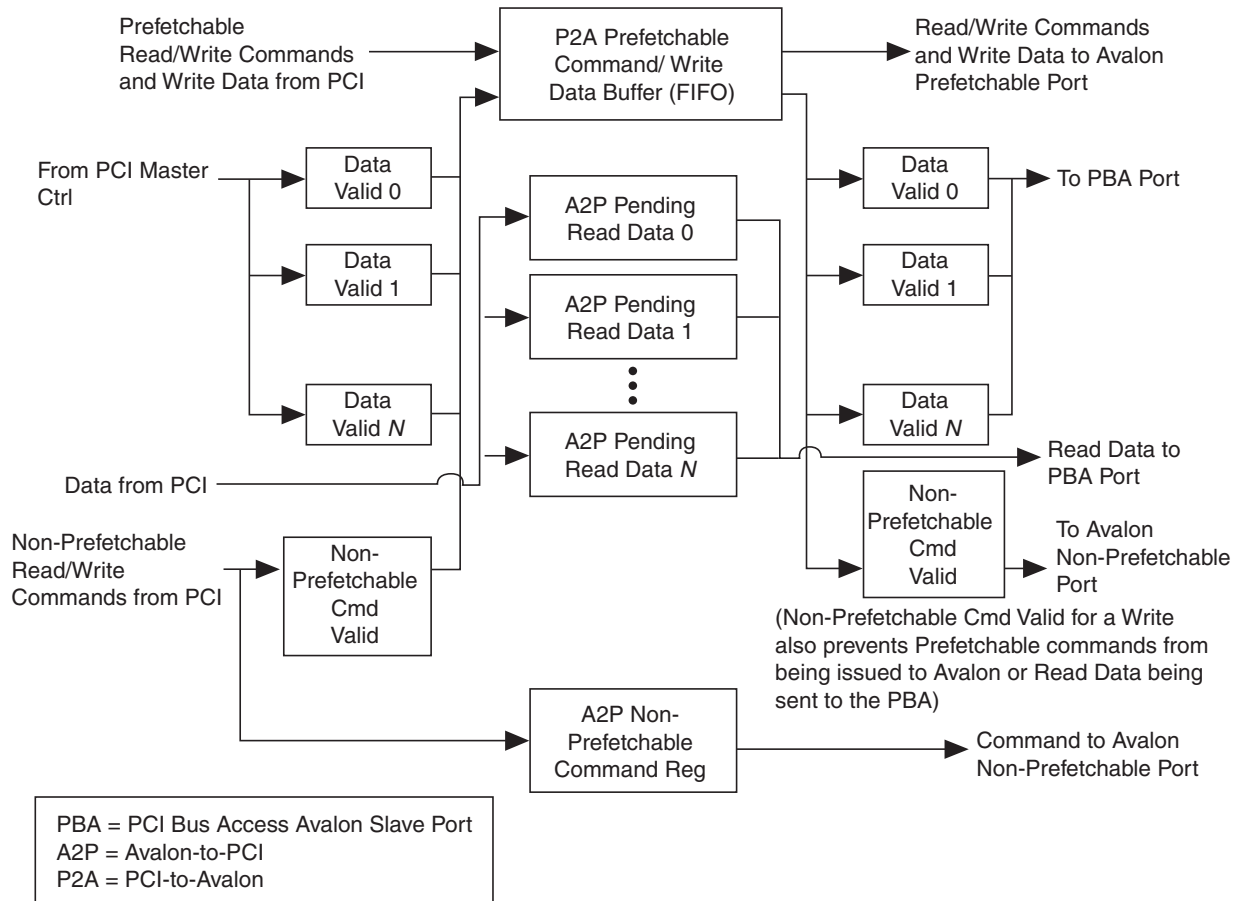 Prefetchable
Read/Write Commands
and Write Data from PCI
P2A Prefetchable
Command/ Write
Data Buffer (FIFO)
Read/Write Commands
and Write Data to Avalon
Prefetchable Port
From PCI Master
Ctrl
Data
Valid 0
Data
Valid 1
Data
Valid N
A2P Pending
Read Data 0
A2P Pending
Read Data 1
A2P Pending
Read Data N
Data
Valid 0
Data
Valid 1
Data
Valid N
To PBA Port
Read Data to
PBA Port
Data from PCI
Non-Prefetchable
Read/Write
Commands from PCI
Non-
Prefetchable
Cmd
Valid
Non-
Prefetchable
Cmd
Valid
To Avalon
Non-Prefetchable
Port
(Non-Prefetchable Cmd Valid for a Write
also prevents Prefetchable commands from
being issued to Avalon or Read Data being
sent to the PBA)
A2P Non-
Prefetchable
Command Reg
Command to Avalon
Non-Prefetchable Port
PBA = PCI Bus Access Avalon Slave Port
A2P = Avalon-to-PCI
P2A = PCI-to-Avalon